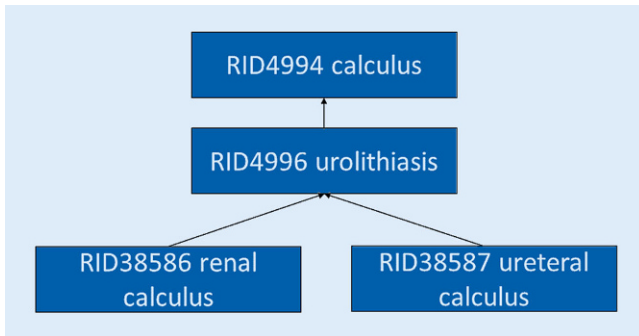 RID4994 calculus
RID4996 urolithiasis
RID38586 renal
calculus
RID38587 ureteral
calculus